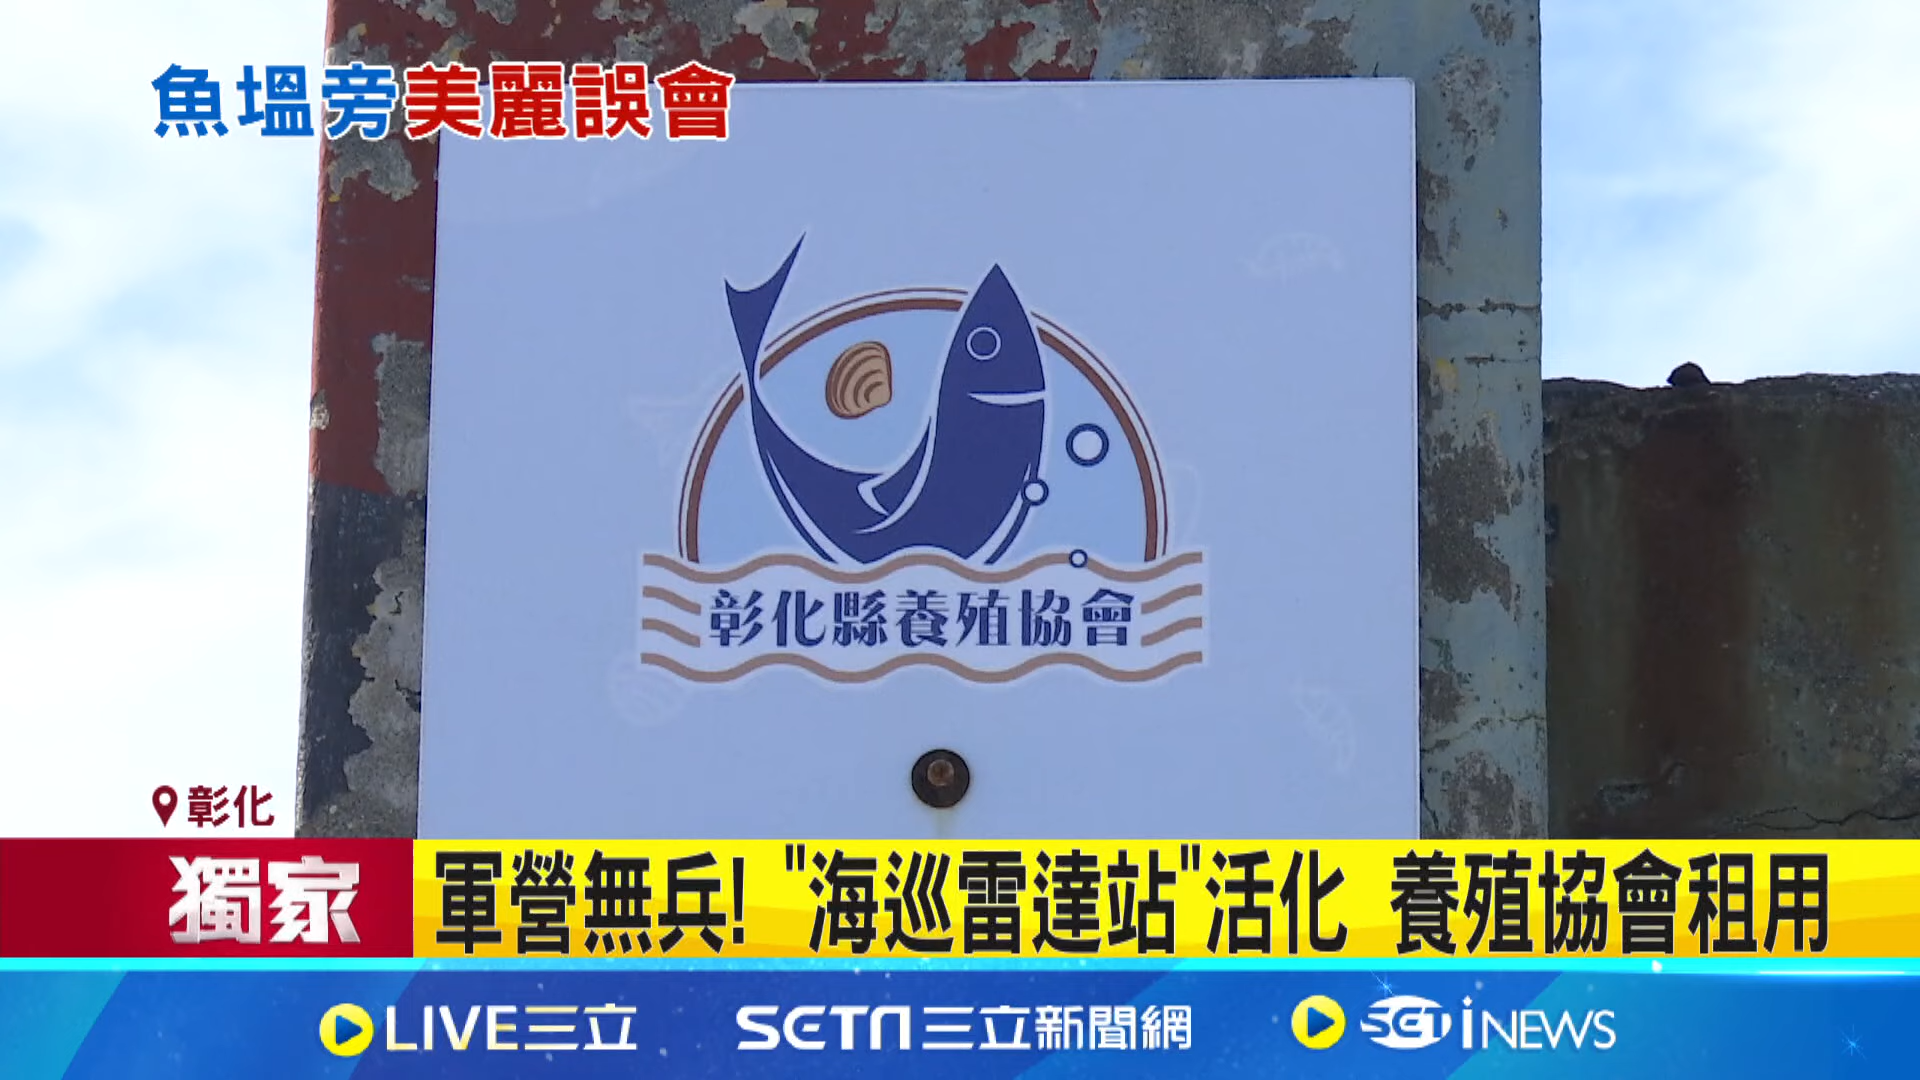 魚塭旁美麗誤會
彰化縣養殖協會
彰化
獨家
軍營無兵! "海巡雷達站"活化 養殖協會租用
LIVE三立 SETN三立新聞網 SETiNEWS